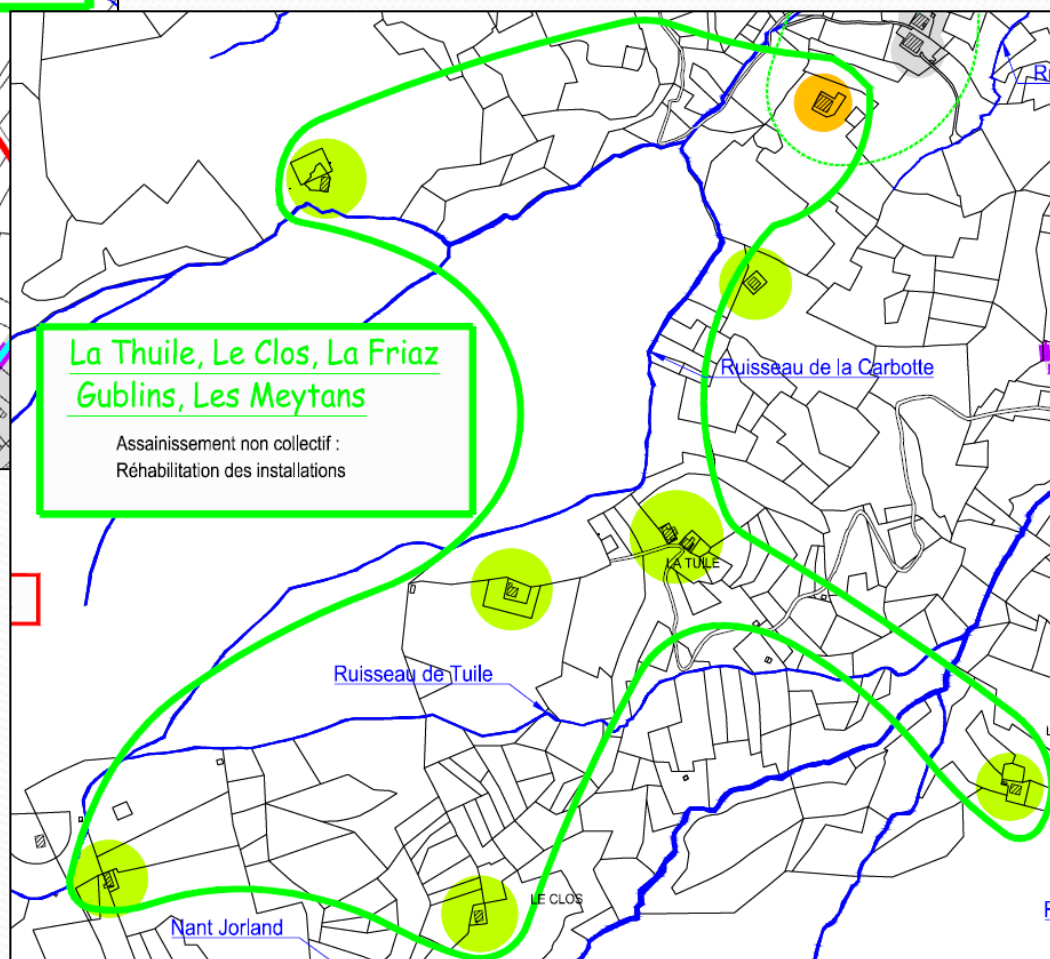 La Thuile, Le Clos, La Friaz
Gublins, Les Meytans
Assainissement non collectif :
Réhabilitation des installations
Ruisseau de la Carbotte
LA TUILE
Ruisseau de Tuile
LE CLOS
Nant Jorland